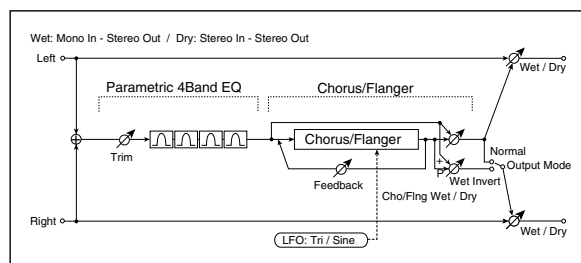 Wet: Mono In - Stereo Out / Dry: Stereo In - Stereo Out
Left
Wet / Dry
Parametric 4Band EQ
Chorus/Flanger
Trim
Chorus/Flanger
Normal
Output Mode
+
P
Wet Invert
Feedback
Cho/Flng Wet / Dry
Right
Wet / Dry
LFO: Tri / Sine